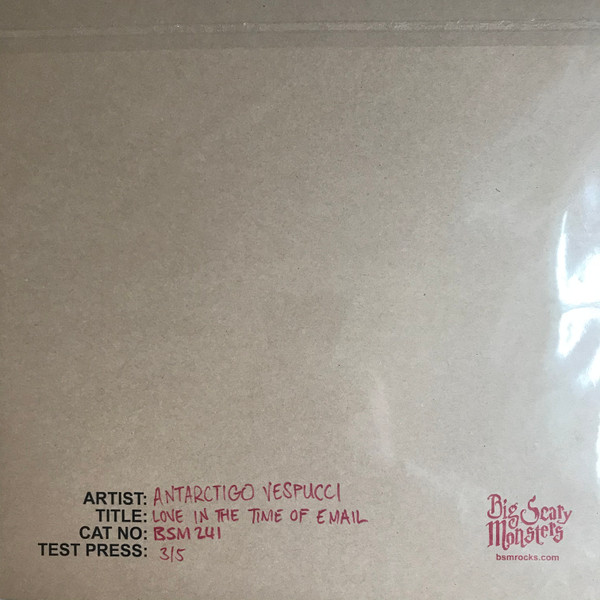 ARTIST: ANTARCTIGO VESPUCCI
TITLE: LOVE IN THE TIME OF EMAIL
CAT NO: BSM 241
TEST PRESS: 3/5
Big Scary
Monsters
bsmrocks.com